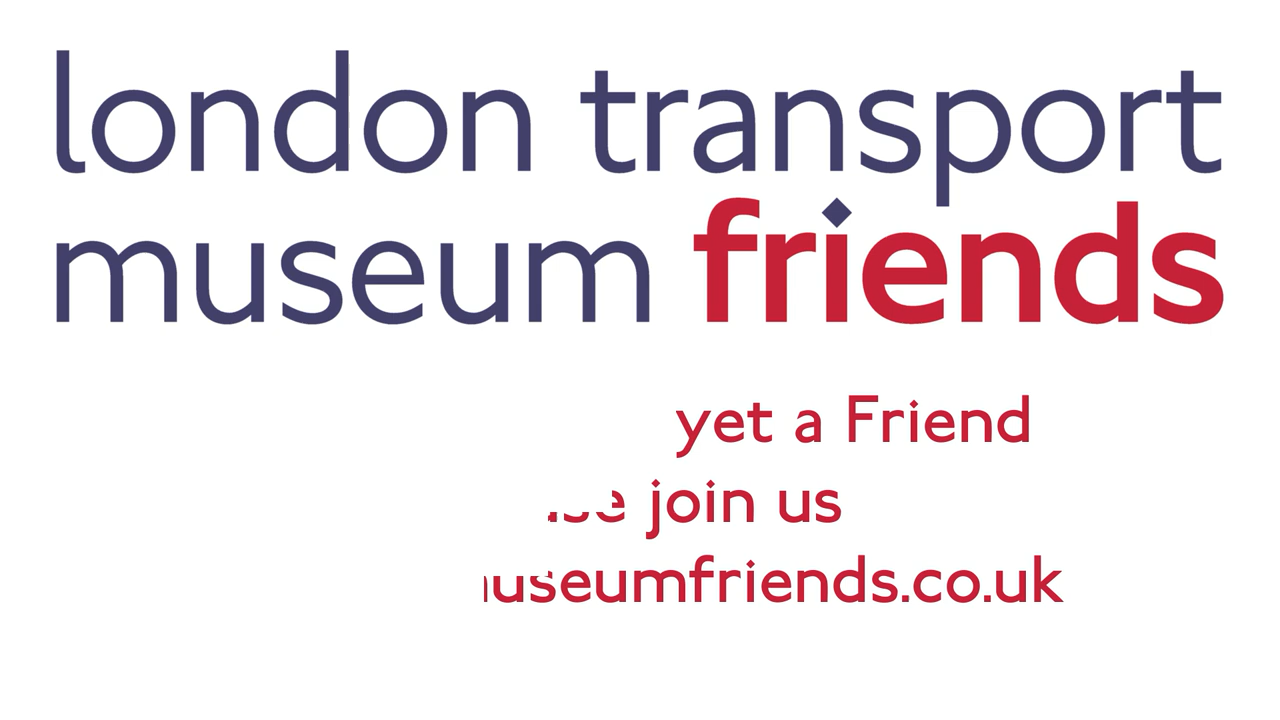 london transport
museum friends
yet a Friend
join us
useumfriends.co.uk